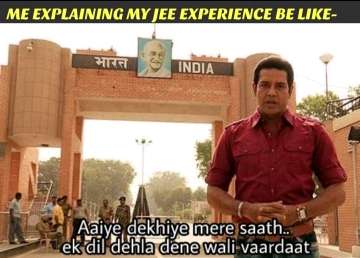 ME EXPLAINING MY JEE EXPERIENCE BE LIKE-
भारत INDIA
Aaiye dekhiye mere saath..
ek dil dehla dene wali vaardaat